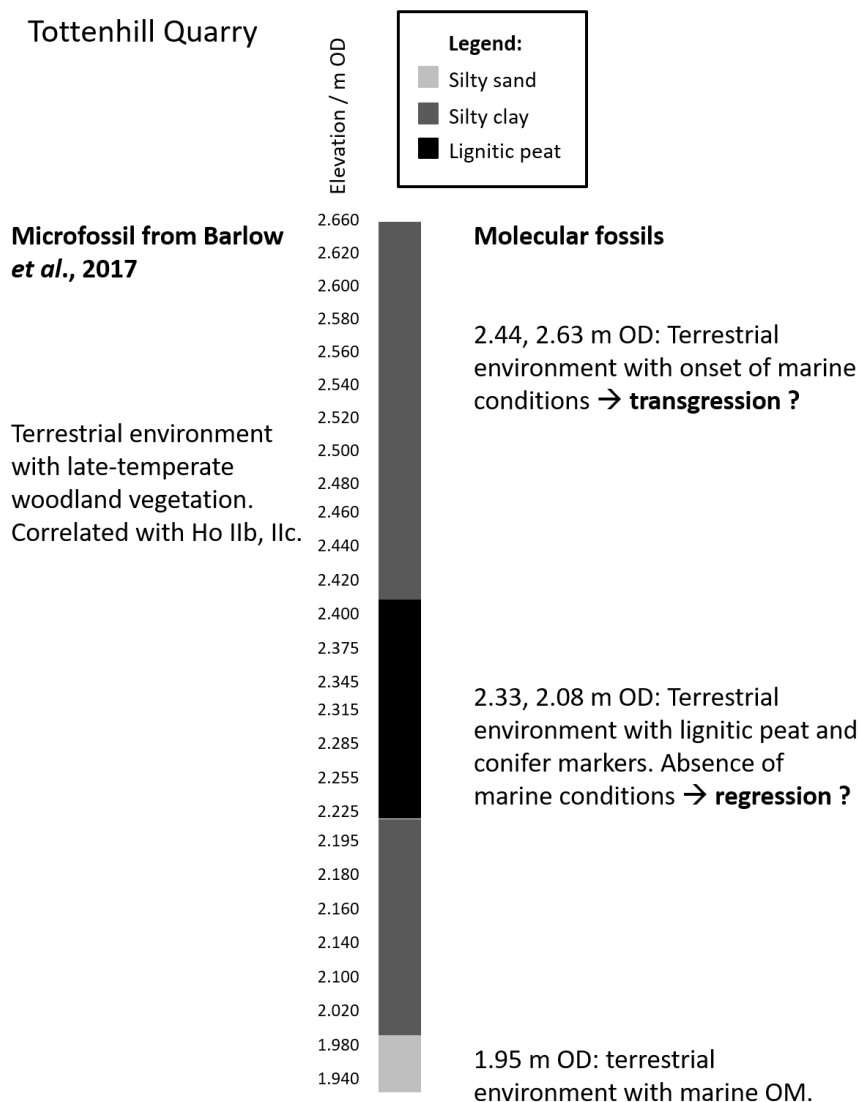 Tottenhill Quarry
Elevation / m OD
Legend:
Silty sand
Silty clay
Lignitic peat
Microfossil from Barlow
et al., 2017
Terrestrial environment
with late-temperate
woodland vegetation.
Correlated with Ho IIb, IIc.
2.660
2.620
2.600
2.580
2.560
2.540
2.520
2.500
2.480
2.460
2.440
2.420
2.400
2.375
2.345
2.315
2.285
2.255
2.225
2.195
2.180
2.160
2.140
2.100
2.020
1.980
1.940
Molecular fossils
2.44, 2.63 m OD: Terrestrial
environment with onset of marine
conditions → transgression ?
2.33, 2.08 m OD: Terrestrial
environment with lignitic peat and
conifer markers. Absence of
marine conditions → regression ?
1.95 m OD: terrestrial
environment with marine OM.